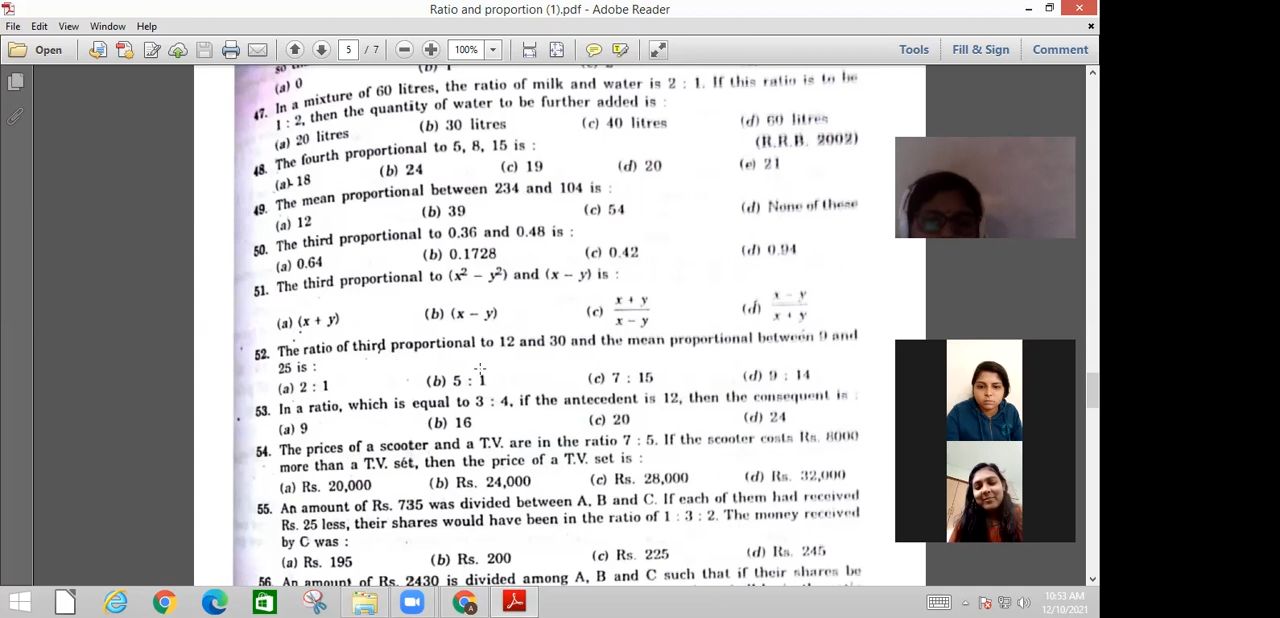 Ratio and proportion (1).pdf - Adobe Reader
File Edit View Window Help
Open 5 / 7 100% Tools Fill & Sign Comment
(a) 0 (b) 1
47. In a mixture of 60 litres, the ratio of milk and water is 2 : 1. If this ratio is to be
1 : 2, then the quantity of water to be further added is :
(a) 20 litres (b) 30 litres (c) 40 litres (d) 60 litres
(R.R.B. 2002)
48. The fourth proportional to 5, 8, 15 is :
(a) 18 (b) 24 (c) 19 (d) 20 (e) 21
49. The mean proportional between 234 and 104 is :
(a) 12 (b) 39 (c) 54 (d) None of these
50. The third proportional to 0.36 and 0.48 is :
(a) 0.64 (b) 0.1728 (c) 0.42 (d) 0.94
51. The third proportional to (x² − y²) and (x − y) is :
(a) (x + y) (b) (x − y) (c) x + y / x − y (d) x − y / x + y
52. The ratio of third proportional to 12 and 30 and the mean proportional between 9 and
25 is :
(a) 2 : 1 (b) 5 : 1 (c) 7 : 15 (d) 9 : 14
53. In a ratio, which is equal to 3 : 4, if the antecedent is 12, then the consequent is :
(a) 9 (b) 16 (c) 20 (d) 24
54. The prices of a scooter and a T.V. are in the ratio 7 : 5. If the scooter costs Rs. 8000
more than a T.V. set, then the price of a T.V. set is :
(a) Rs. 20,000 (b) Rs. 24,000 (c) Rs. 28,000 (d) Rs. 32,000
55. An amount of Rs. 735 was divided between A, B and C. If each of them had received
Rs. 25 less, their shares would have been in the ratio of 1 : 3 : 2. The money received
by C was :
(a) Rs. 195 (b) Rs. 200 (c) Rs. 225 (d) Rs. 245
56. An amount of Rs. 2430 is divided among A, B and C such that if their shares be
10:53 AM
12/10/2021